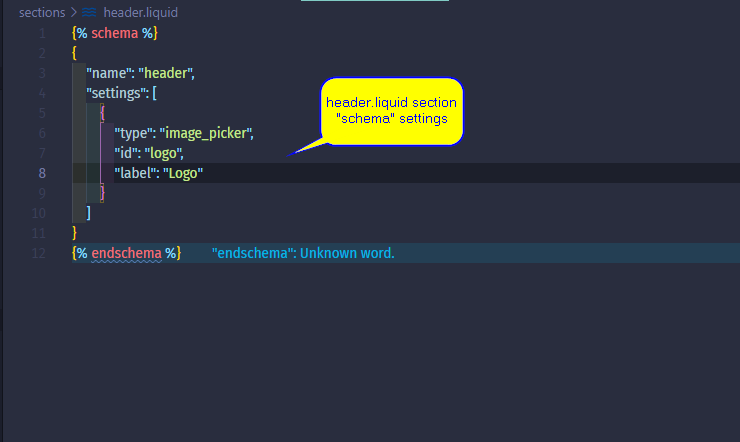 sections > header.liquid
1 {% schema %}
2 {
3 "name": "header",
4 "settings": [
5 {
6 "type": "image_picker",
7 "id": "logo",
8 "label": "Logo"
9 }
10 ]
11 }
12 {% endschema %} "endschema": Unknown word.
header.liquid section
"schema" settings